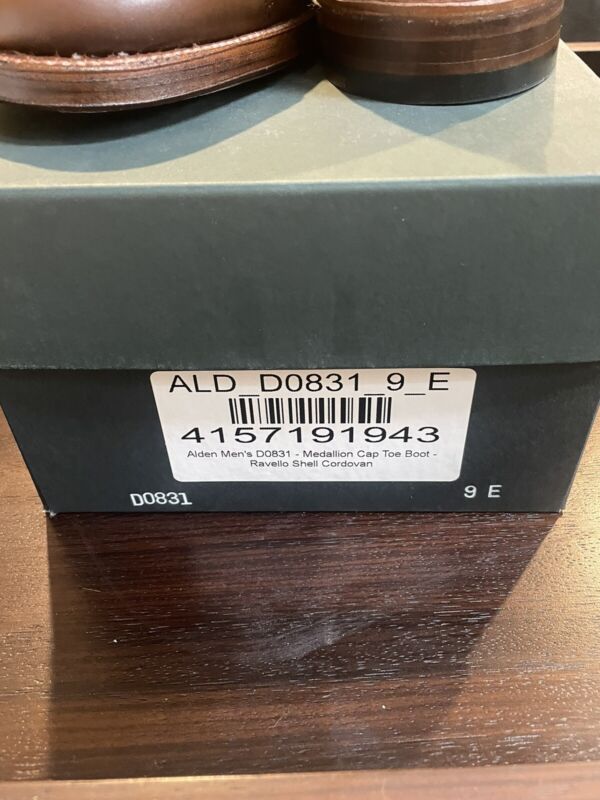 ALD_D0831_9_E
4157191943
Alden Men's D0831 - Medallion Cap Toe Boot -
Ravello Shell Cordovan
D0831
9 E